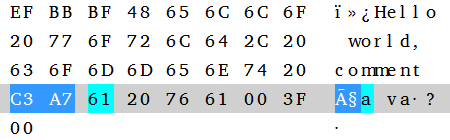 EF BB BF 48 65 6C 6C 6F ï»¿Hello
20 77 6F 72 6C 64 2C 20 world,
63 6F 6D 6D 65 6E 74 20 comment
C3 A7 61 20 76 61 00 3F Ã§a va·?
00 ·